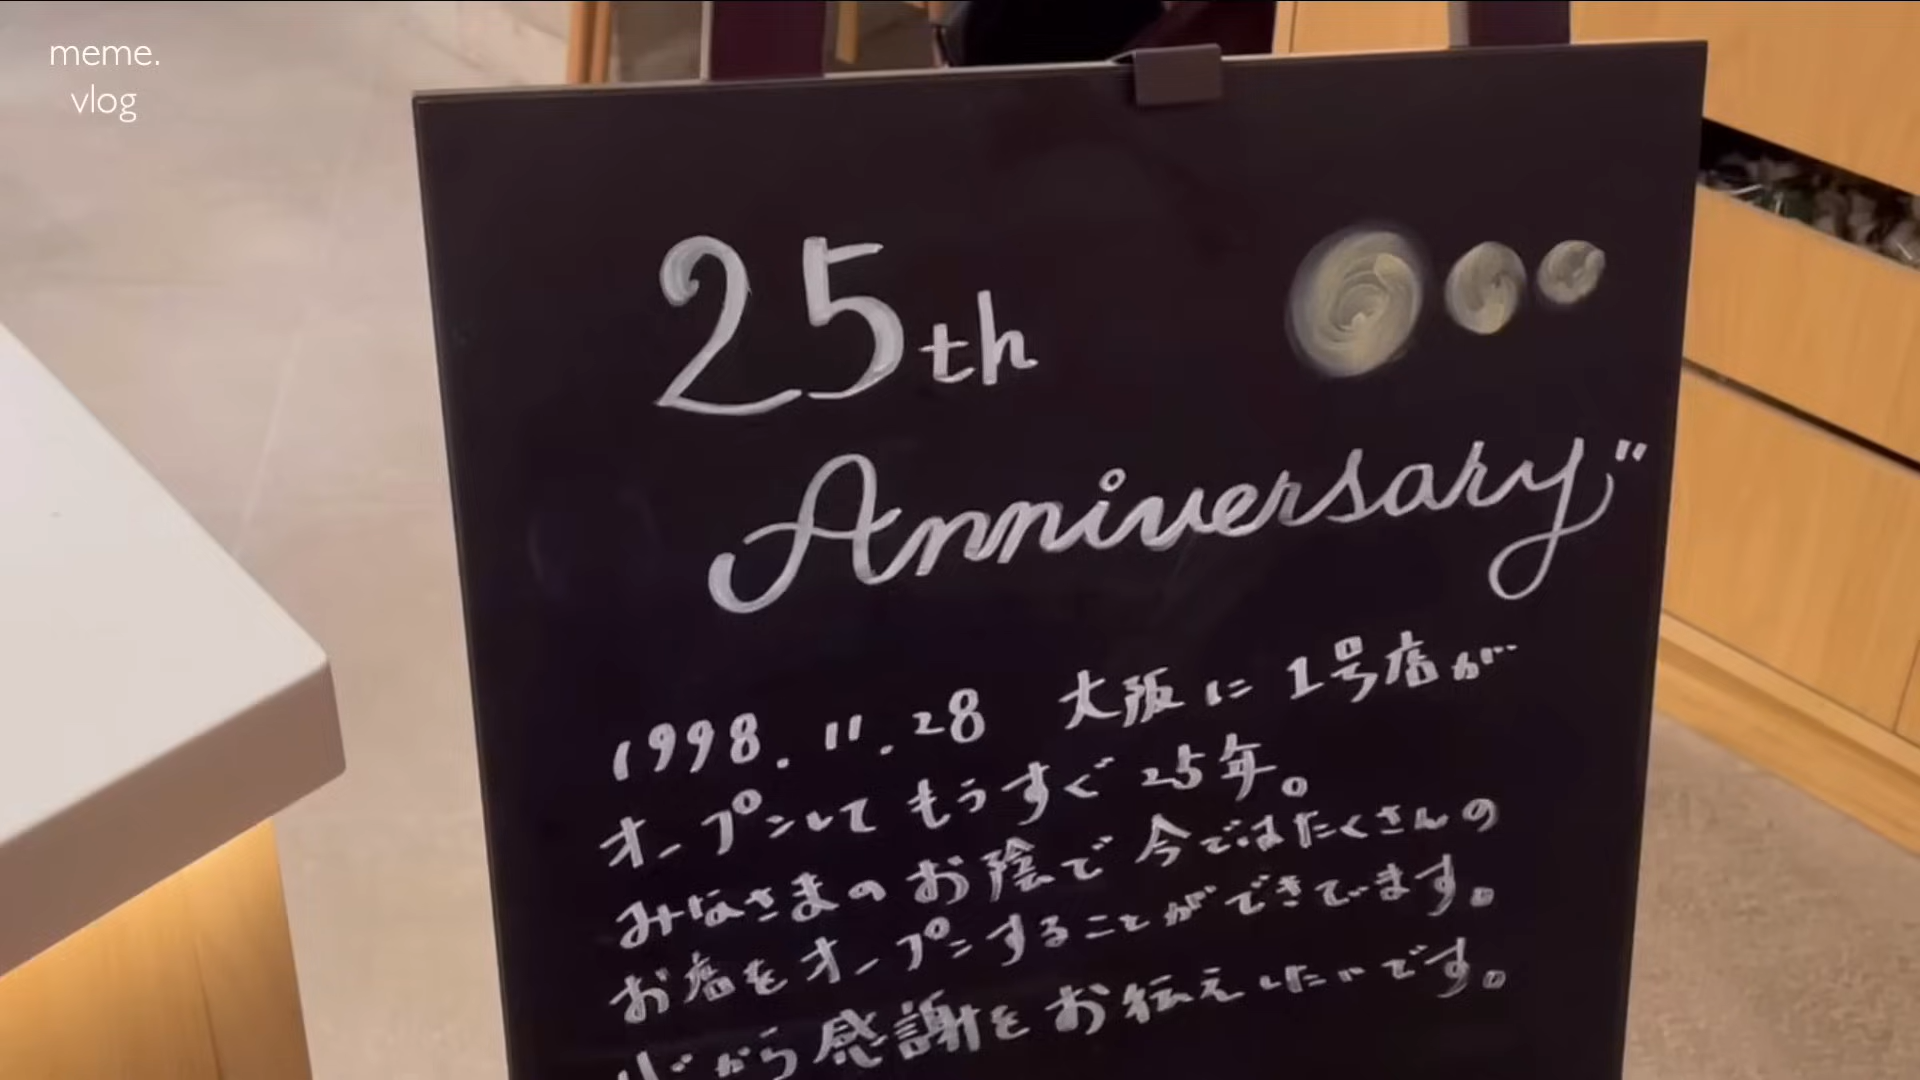 meme.
vlog
25th
Anniversary"
1998.11.28 大阪に1号店が
オープンしてもうすぐ25年。
みなさまのお陰で今ではたくさんの
お店をオープンすることができています。
心から感謝をお伝えしたいです。